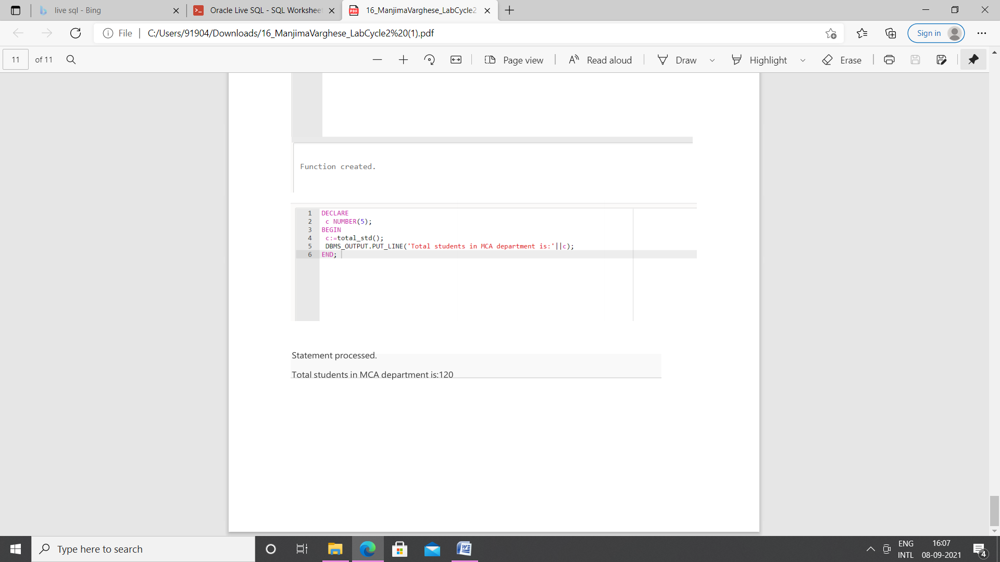 live sql - Bing
Oracle Live SQL - SQL Workshee
16_ManjimaVarghese_LabCycle2
File
C:/Users/91904/Downloads/16_ManjimaVarghese_LabCycle2%20(1).pdf
Sign in
11 of 11
Page view
Read aloud
Draw
Highlight
Erase
Function created.
1 DECLARE
2 c NUMBER(5);
3 BEGIN
4 c:=total_std();
5 DBMS_OUTPUT.PUT_LINE('Total students in MCA department is:'||c);
6 END;
Statement processed.
Total students in MCA department is:120
Type here to search
ENG
INTL
16:07
08-09-2021
4